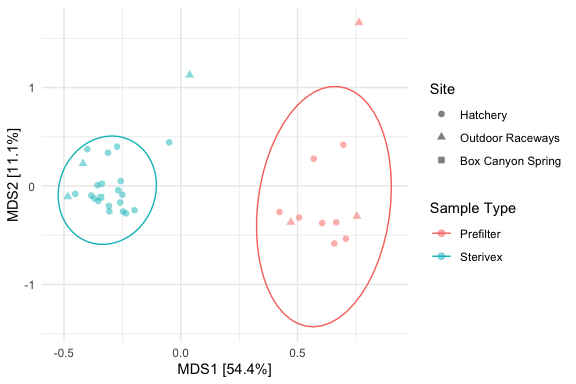 1
0
-1
-0.5
0.0
0.5
MDS1 [54.4%]
MDS2 [11.1%]
Site
Hatchery
Outdoor Raceways
Box Canyon Spring
Sample Type
Prefilter
Sterivex